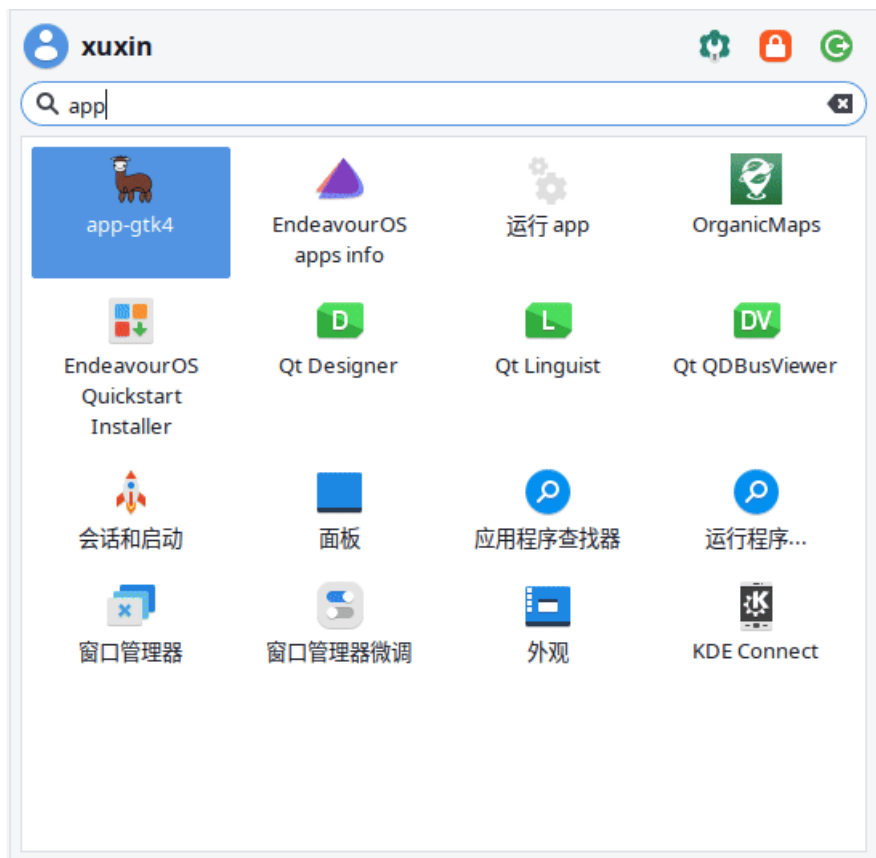 xuxin
app
app-gtk4
EndeavourOS
apps info
运行 app
OrganicMaps
EndeavourOS
Quickstart
Installer
D
Qt Designer
L
Qt Linguist
DV
Qt QDBusViewer
会话和启动
面板
应用程序查找器
运行程序...
窗口管理器
窗口管理器微调
外观
K
KDE Connect